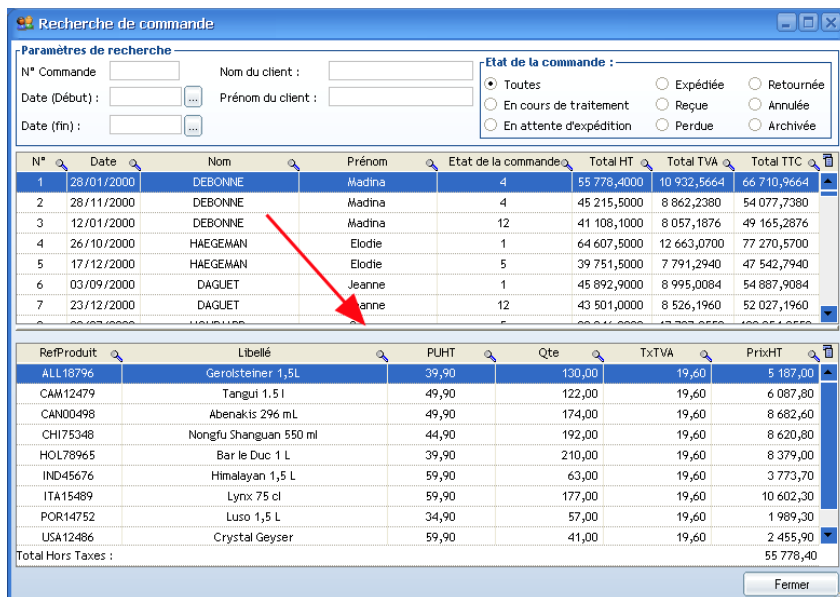 Recherche de commande
Paramètres de recherche
N° Commande Nom du client :
Date (Début) : ... Prénom du client :
Date (fin) : ...
Etat de la commande :
Toutes Expédiée Retournée
En cours de traitement Reçue Annulée
En attente d'expédition Perdue Archivée
N° Date Nom Prénom Etat de la commande Total HT Total TVA Total TTC
1 28/01/2000 DEBONNE Madina 4 55 778,4000 10 932,5664 66 710,9664
2 28/11/2000 DEBONNE Madina 4 45 215,5000 8 862,2380 54 077,7380
3 12/01/2000 DEBONNE Madina 12 41 108,1000 8 057,1876 49 165,2876
4 26/10/2000 HAEGEMAN Elodie 1 64 607,5000 12 663,0700 77 270,5700
5 17/12/2000 HAEGEMAN Elodie 5 39 751,5000 7 791,2940 47 542,7940
6 03/09/2000 DAGUET Jeanne 1 45 892,9000 8 995,0084 54 887,9084
7 23/12/2000 DAGUET 12 43 501,0000 8 526,1960 52 027,1960
RefProduit Libellé PUHT Qte TxTVA PrixHT
ALL18796 Gerolsteiner 1,5L 39,90 130,00 19,60 5 187,00
CAM12479 Tangui 1.5 l 49,90 122,00 19,60 6 087,80
CAN00498 Abenakis 296 mL 49,90 174,00 19,60 8 682,60
CHI75348 Nongfu Shanguan 550 ml 44,90 192,00 19,60 8 620,80
HOL78965 Bar le Duc 1 L 39,90 210,00 19,60 8 379,00
IND45676 Himalayan 1,5 L 59,90 63,00 19,60 3 773,70
ITA15489 Lynx 75 cl 59,90 177,00 19,60 10 602,30
POR14752 Luso 1,5 L 34,90 57,00 19,60 1 989,30
USA12486 Crystal Geyser 59,90 41,00 19,60 2 455,90
Total Hors Taxes : 55 778,40
Fermer